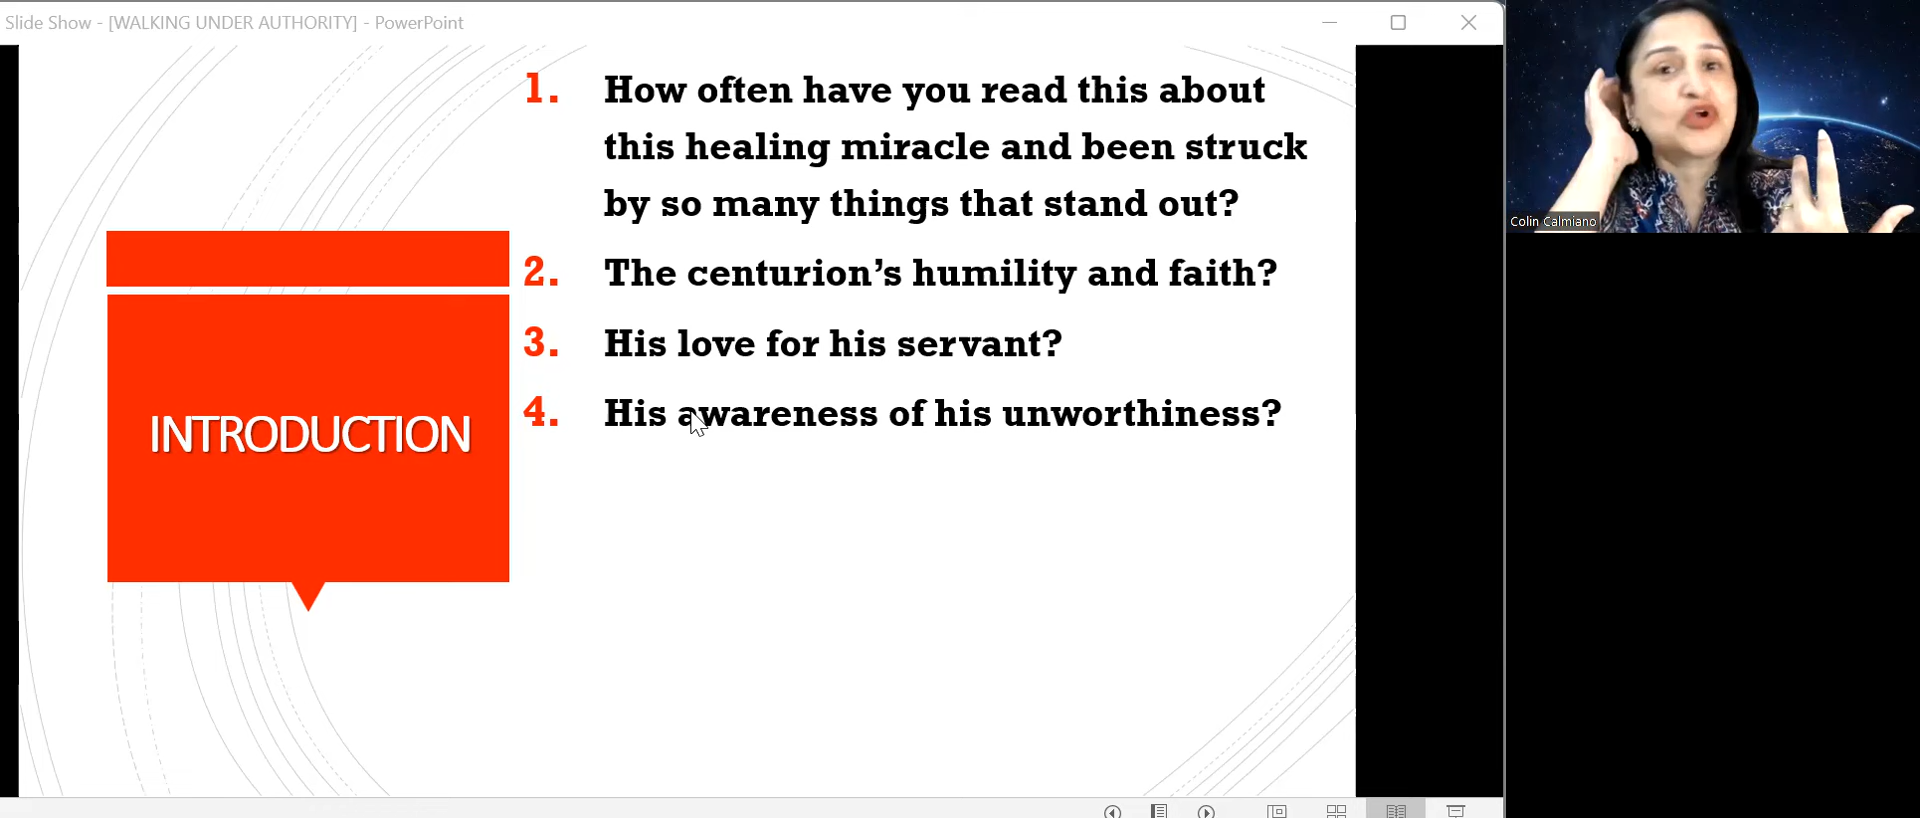 Slide Show - [WALKING UNDER AUTHORITY] - PowerPoint
1. How often have you read this about
this healing miracle and been struck
by so many things that stand out?
2. The centurion’s humility and faith?
3. His love for his servant?
4. His awareness of his unworthiness?
INTRODUCTION
Colin Calmiano